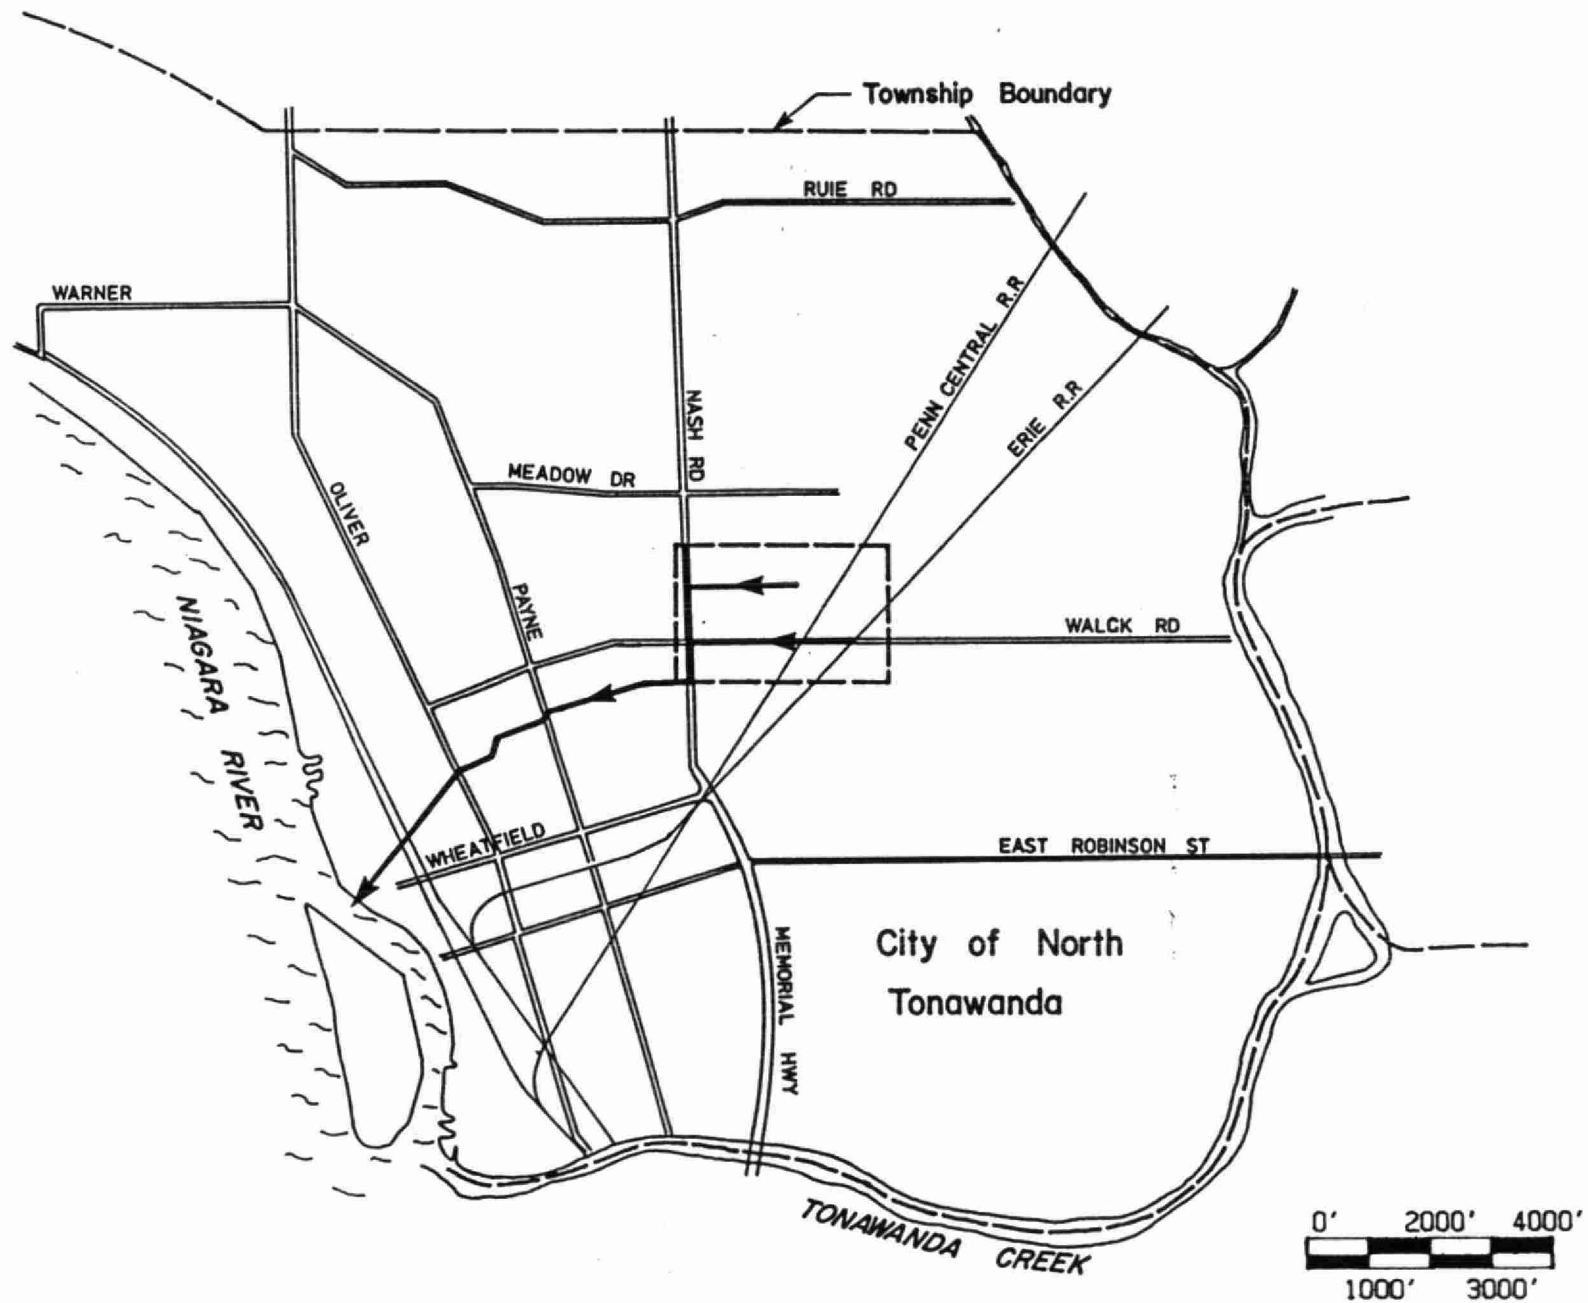 Township Boundary
RUIE RD
WARNER
PENN CENTRAL R.R
ERIE R.R
NASH RD
MEADOW DR
OLIVER
PAYNE
WALCK RD
NIAGARA RIVER
WHEATFIELD
EAST ROBINSON ST
MEMORIAL HWY
City of North
Tonawanda
TONAWANDA CREEK
0' 2000' 4000'
1000' 3000'